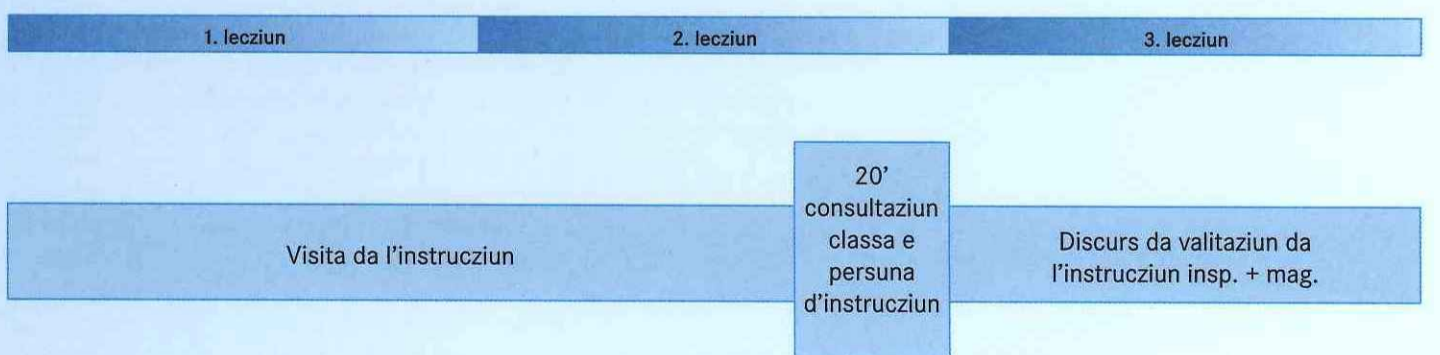 1. lecziun
2. lecziun
3. lecziun
20'
consultaziun
classa e
persuna
d'instrucziun
Visita da l'instrucziun
Discurs da valitaziun da
l'instrucziun insp. + mag.